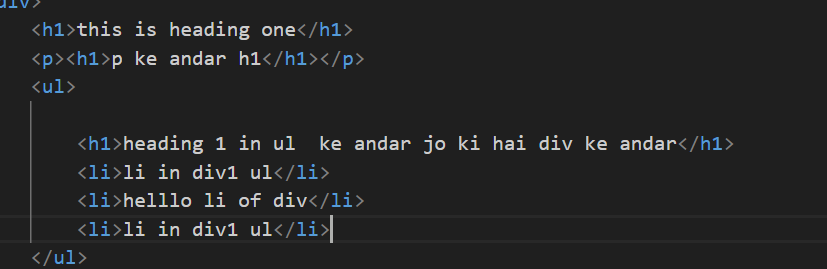 div>
<h1>this is heading one</h1>
<p><h1>p ke andar h1</h1></p>
<ul>
<h1>heading 1 in ul  ke andar jo ki hai div ke andar</h1>
<li>li in div1 ul</li>
<li>helllo li of div</li>
<li>li in div1 ul</li>
</ul>